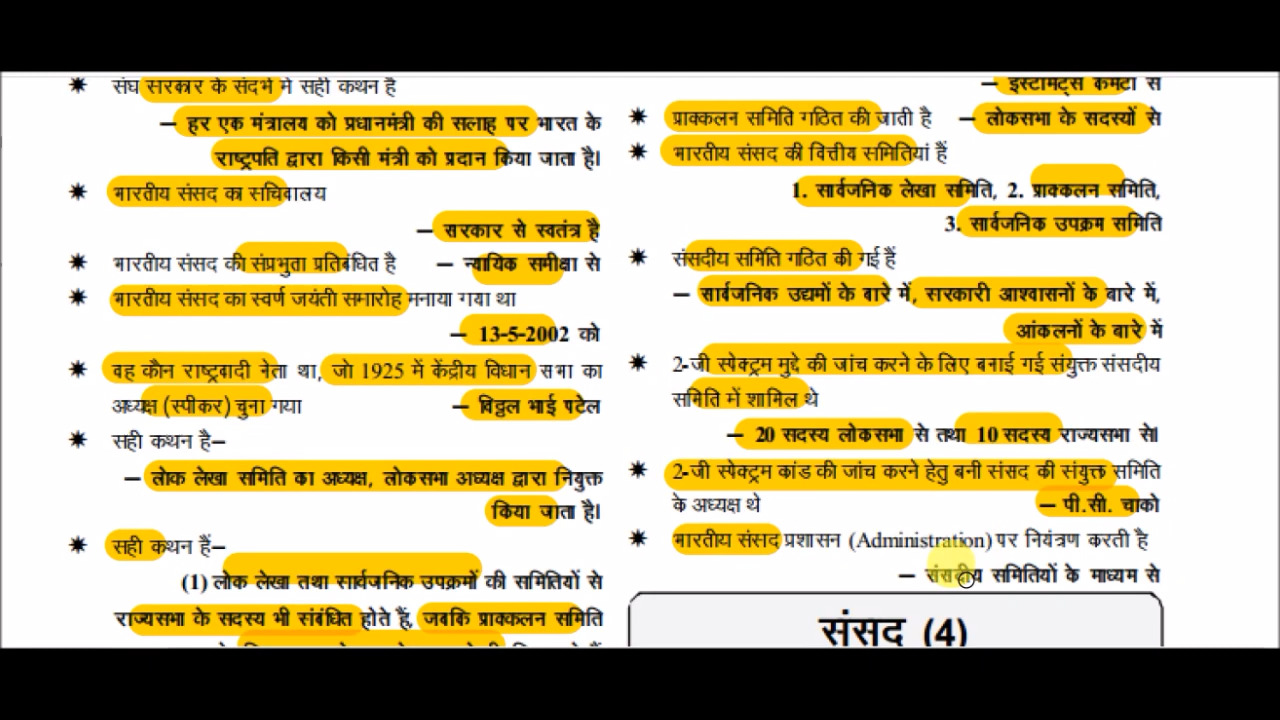 संघ सरकार के संदर्भ में सही कथन है
– हर एक मंत्रालय को प्रधानमंत्री की सलाह पर भारत के
राष्ट्रपति द्वारा किसी मंत्री को प्रदान किया जाता है।
भारतीय संसद का सचिवालय
– सरकार से स्वतंत्र है
भारतीय संसद की संप्रभुता प्रतिबंधित है – न्यायिक समीक्षा से
भारतीय संसद का स्वर्ण जयंती समारोह मनाया गया था
– 13-5-2002 को
वह कौन राष्ट्रवादी नेता था, जो 1925 में केंद्रीय विधान सभा का
अध्यक्ष (स्पीकर) चुना गया – विट्ठल भाई पटेल
सही कथन है–
– लोक लेखा समिति का अध्यक्ष, लोकसभा अध्यक्ष द्वारा नियुक्त
किया जाता है।
सही कथन हैं–
(1) लोक लेखा तथा सार्वजनिक उपक्रमों की समितियों से
राज्यसभा के सदस्य भी संबंधित होते हैं, जबकि प्राक्कलन समिति
– इस्टीमेट्स कमेटी से
प्राक्कलन समिति गठित की जाती है – लोकसभा के सदस्यों से
भारतीय संसद की वित्तीय समितियां हैं
1. सार्वजनिक लेखा समिति, 2. प्राक्कलन समिति,
3. सार्वजनिक उपक्रम समिति
संसदीय समिति गठित की गई हैं
– सार्वजनिक उद्यमों के बारे में, सरकारी आश्वासनों के बारे में,
आंकलनों के बारे में
2-जी स्पेक्ट्रम मुद्दे की जांच करने के लिए बनाई गई संयुक्त संसदीय
समिति में शामिल थे
– 20 सदस्य लोकसभा से तथा 10 सदस्य राज्यसभा से।
2-जी स्पेक्ट्रम कांड की जांच करने हेतु बनी संसद की संयुक्त समिति
के अध्यक्ष थे – पी.सी. चाको
भारतीय संसद प्रशासन (Administration) पर नियंत्रण करती है
– संसदीय समितियों के माध्यम से
संसद (4)